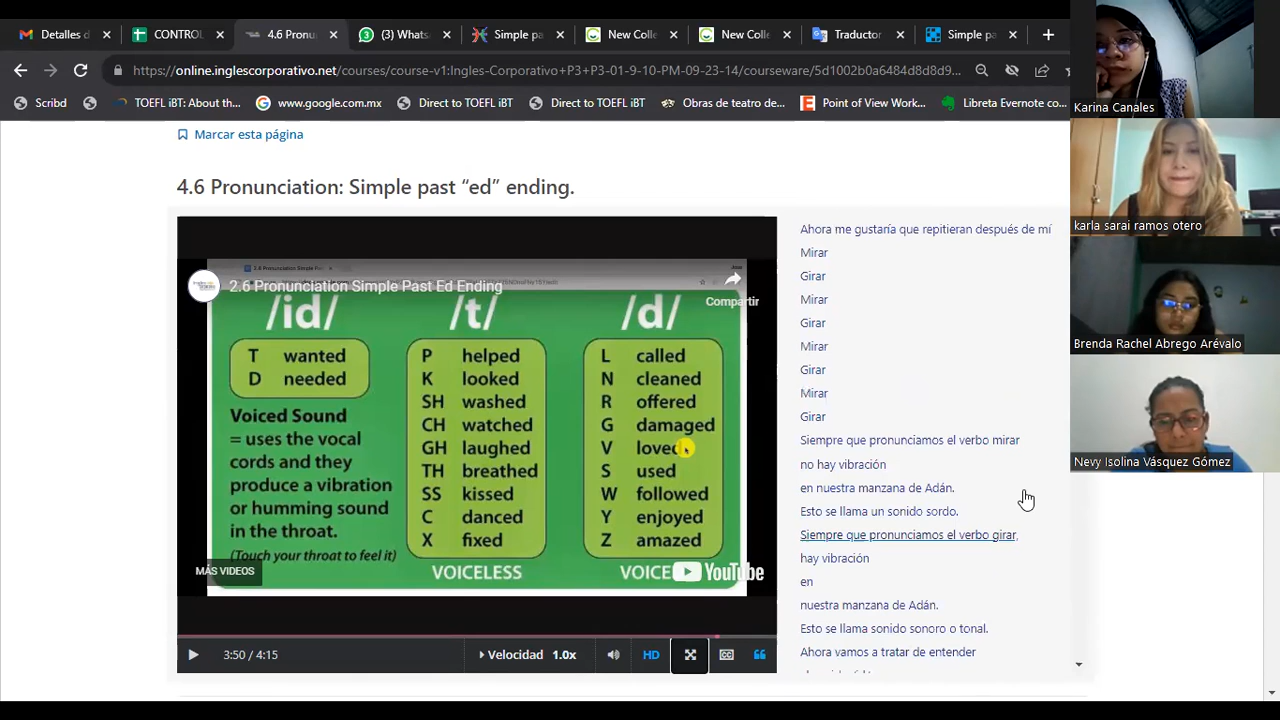 Detalles d
CONTROL
4.6 Pronu
Whats
Simple pa
New Colle
New Colle
Traductor
Simple pa
https://online.inglescorporativo.net/courses/course-v1:Ingles-Corporativo+P3+P3-01-9-10-PM-09-23-14/courseware/5d1002b0a6484d8d8d9...
Scribd
TOEFL iBT: About th...
www.google.com.mx
Direct to TOEFL iBT
Direct to TOEFL iBT
Obras de teatro de...
Point of View Work...
Libreta Evernote co...
Marcar esta página
4.6 Pronunciation: Simple past “ed” ending.
2.6 Pronunciation Simple Past Ed Ending
Compartir
/id/
T wanted
D needed
Voiced Sound
= uses the vocal
cords and they
produce a vibration
or humming sound
in the throat.
(Touch your throat to feel it)
MÁS VIDEOS
/t/
P helped
K looked
SH washed
CH watched
GH laughed
TH breathed
SS kissed
C danced
X fixed
VOICELESS
/d/
L called
N cleaned
R offered
G damaged
V loved
S used
W followed
Y enjoyed
Z amazed
VOICE
YouTube
3:50 / 4:15
Velocidad 1.0x
HD
Ahora me gustaría que repitieran después de mí
Mirar
Girar
Mirar
Girar
Mirar
Girar
Mirar
Girar
Siempre que pronunciamos el verbo mirar
no hay vibración
en nuestra manzana de Adán.
Esto se llama un sonido sordo.
Siempre que pronunciamos el verbo girar,
hay vibración
en
nuestra manzana de Adán.
Esto se llama sonido sonoro o tonal.
Ahora vamos a tratar de entender
Karina Canales
karla sarai ramos otero
Brenda Rachel Abrego Arévalo
Nevy Isolina Vásquez Gómez